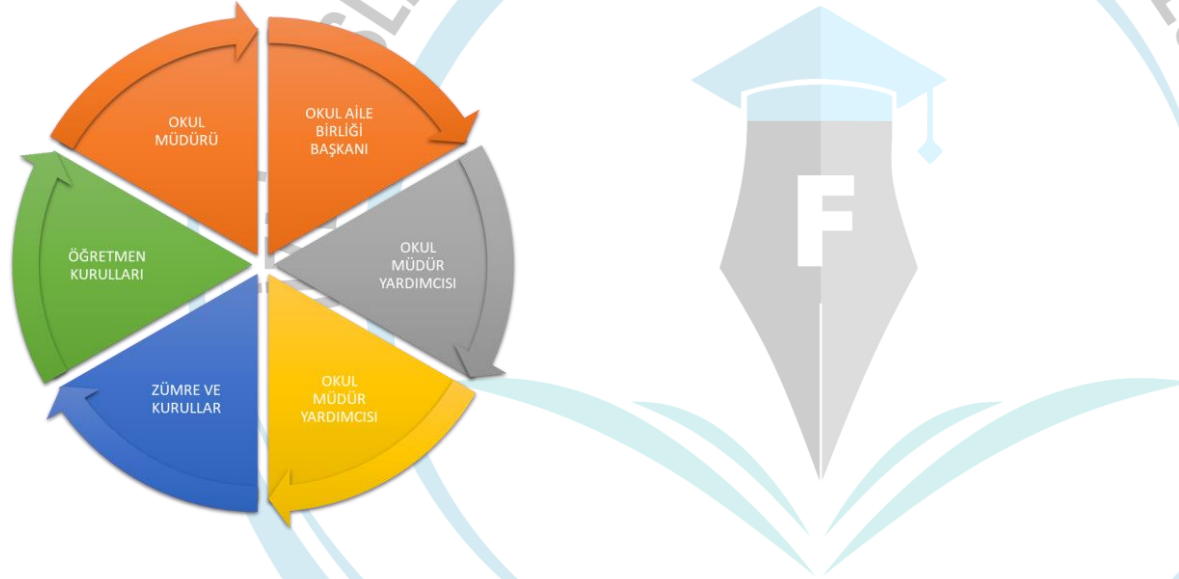 OKUL
MÜDÜRÜ
OKUL AİLE
BİRLİĞİ
BAŞKANI
OKUL
MÜDÜR
YARDIMCISI
OKUL
MÜDÜR
YARDIMCISI
ZÜMRE VE
KURULLAR
ÖĞRETMEN
KURULLARI
F